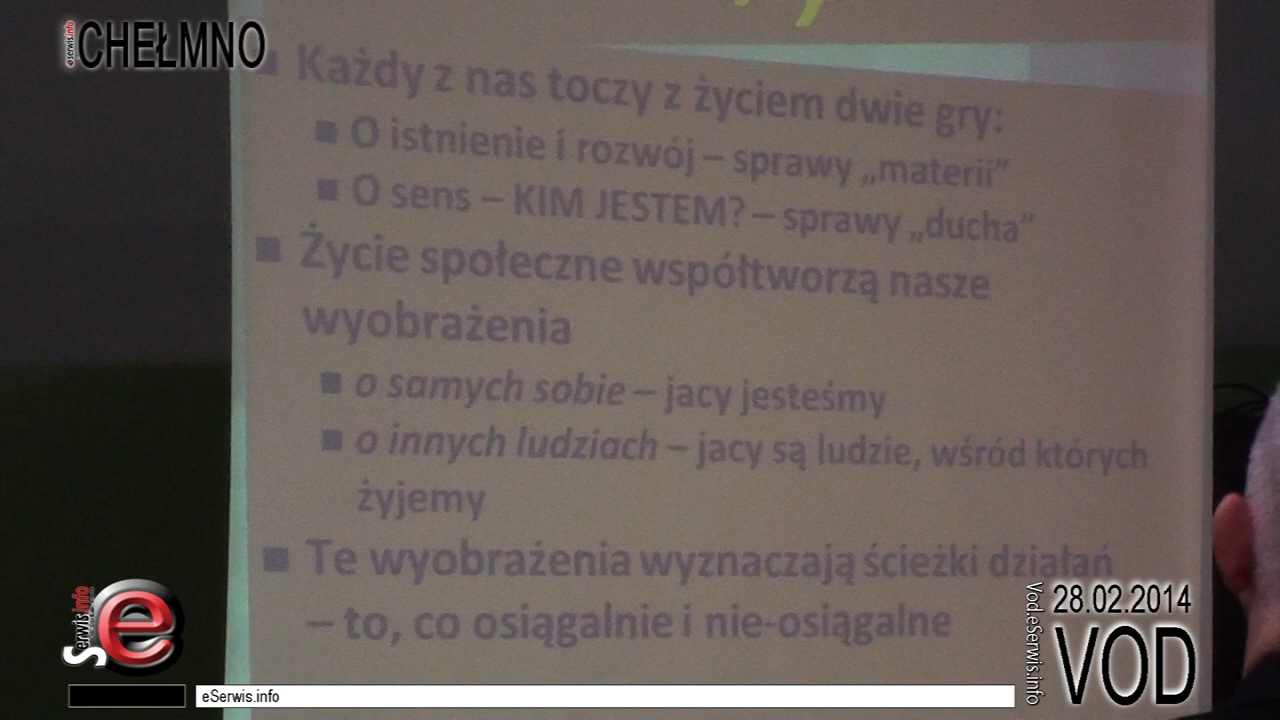 eserwis.info CHEŁMNO
Każdy z nas toczy z życiem dwie gry:
O istnienie i rozwój – sprawy „materii”
O sens – KIM JESTEM? – sprawy „ducha”
Życie społeczne współtworzą nasze
wyobrażenia
o samych sobie – jacy jesteśmy
o innych ludziach – jacy są ludzie, wśród których
żyjemy
Te wyobrażenia wyznaczają ścieżki działań
– to, co osiągalnie i nie-osiągalne
Serwis.info
e
eSerwis.info
VodeSerwis.info
28.02.2014
VOD